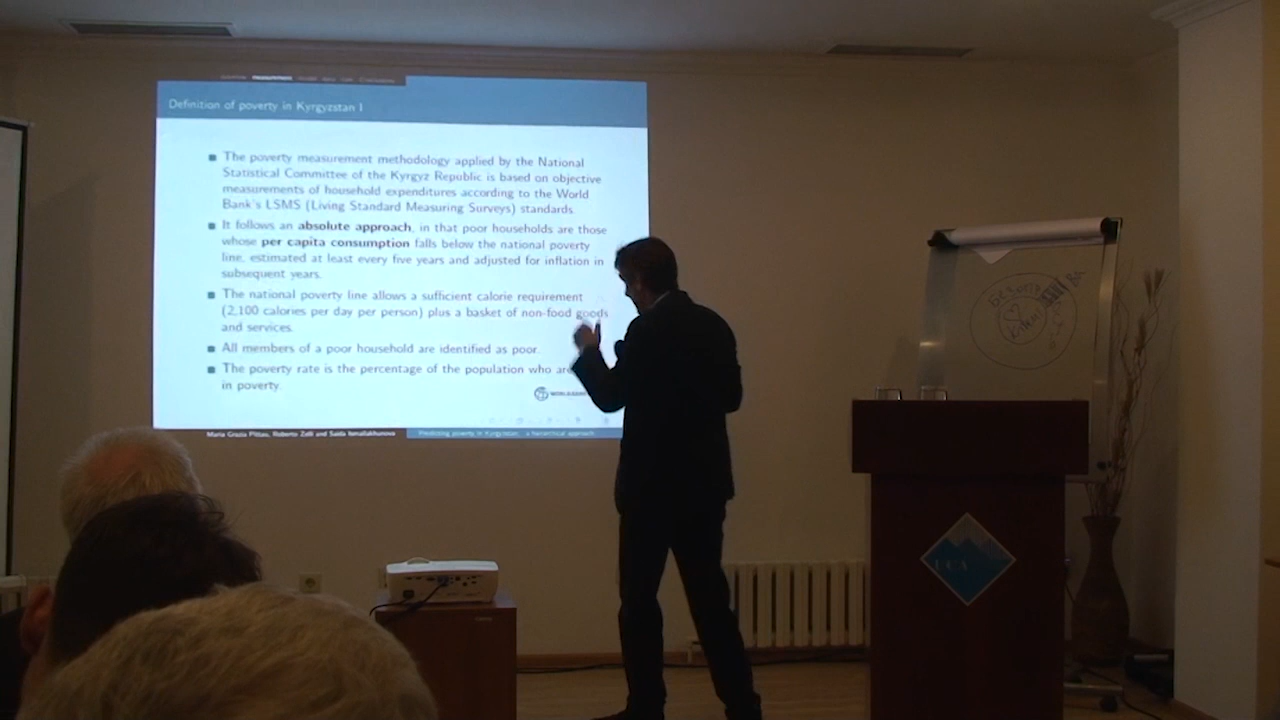 measurement
Definition of poverty in Kyrgyzstan I
The poverty measurement methodology applied by the National
Statistical Committee of the Kyrgyz Republic is based on objective
measurements of household expenditures according to the World
Bank's LSMS (Living Standard Measuring Surveys) standards.
It follows an absolute approach, in that poor households are those
whose per capita consumption falls below the national poverty
line, estimated at least every five years and adjusted for inflation in
subsequent years.
The national poverty line allows a sufficient calorie requirement
(2,100 calories per day per person) plus a basket of non-food goods
and services.
All members of a poor household are identified as poor.
The poverty rate is the percentage of the population who are
in poverty.
WORLD BANK
Maria Grazia Pittau, Roberto Zelli and Saida Ismailakhunova
Predicting poverty in Kyrgyzstan: a hierarchical approach
UCA